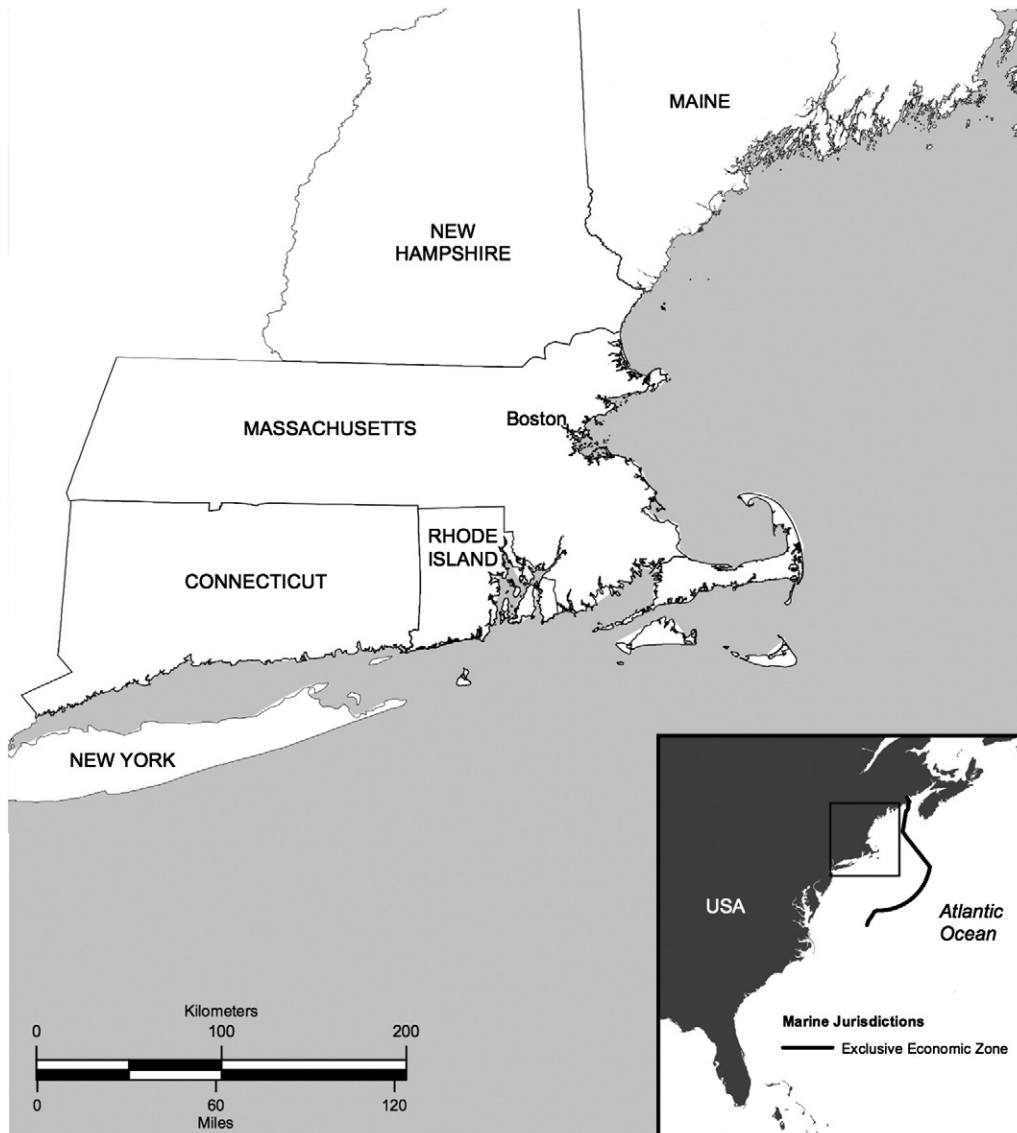 MAINE
NEW
HAMPSHIRE
MASSACHUSETTS
Boston
RHODE
ISLAND
CONNECTICUT
NEW YORK
Kilometers
0 100 200
0 60 120
Miles
USA
Atlantic
Ocean
Marine Jurisdictions
Exclusive Economic Zone